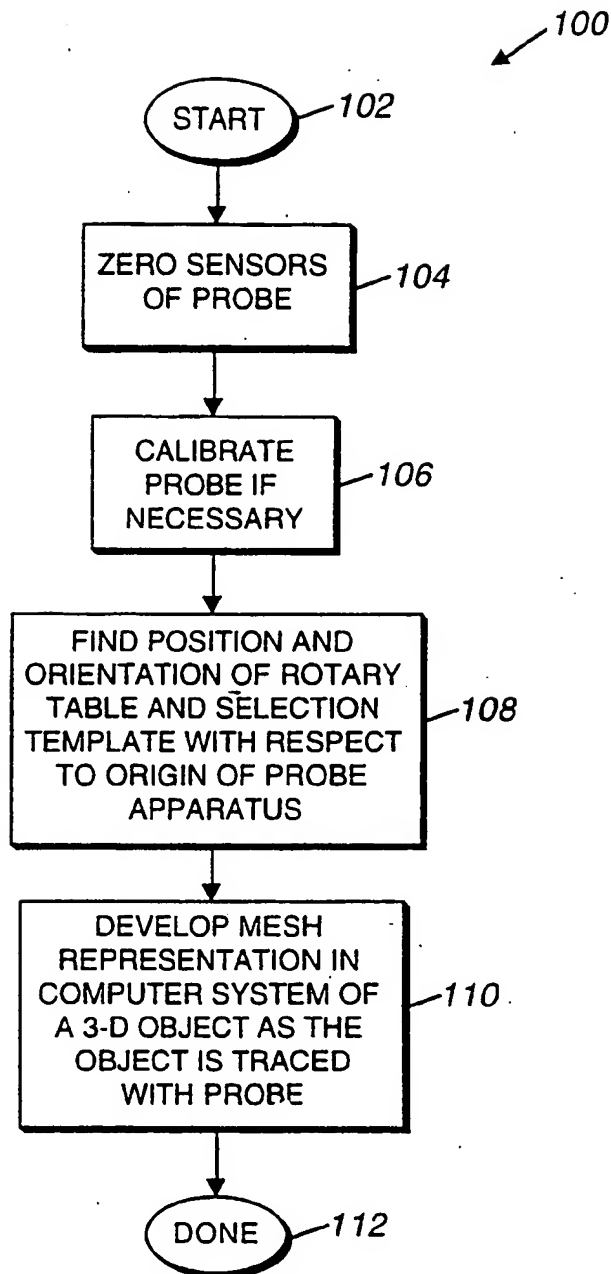 100
START
102
ZERO SENSORS
OF PROBE
104
CALIBRATE
PROBE IF
NECESSARY
106
FIND POSITION AND
ORIENTATION OF ROTARY
TABLE AND SELECTION
TEMPLATE WITH RESPECT
TO ORIGIN OF PROBE
APPARATUS
108
DEVELOP MESH
REPRESENTATION IN
COMPUTER SYSTEM OF
A 3-D OBJECT AS THE
OBJECT IS TRACED
WITH PROBE
110
DONE
112